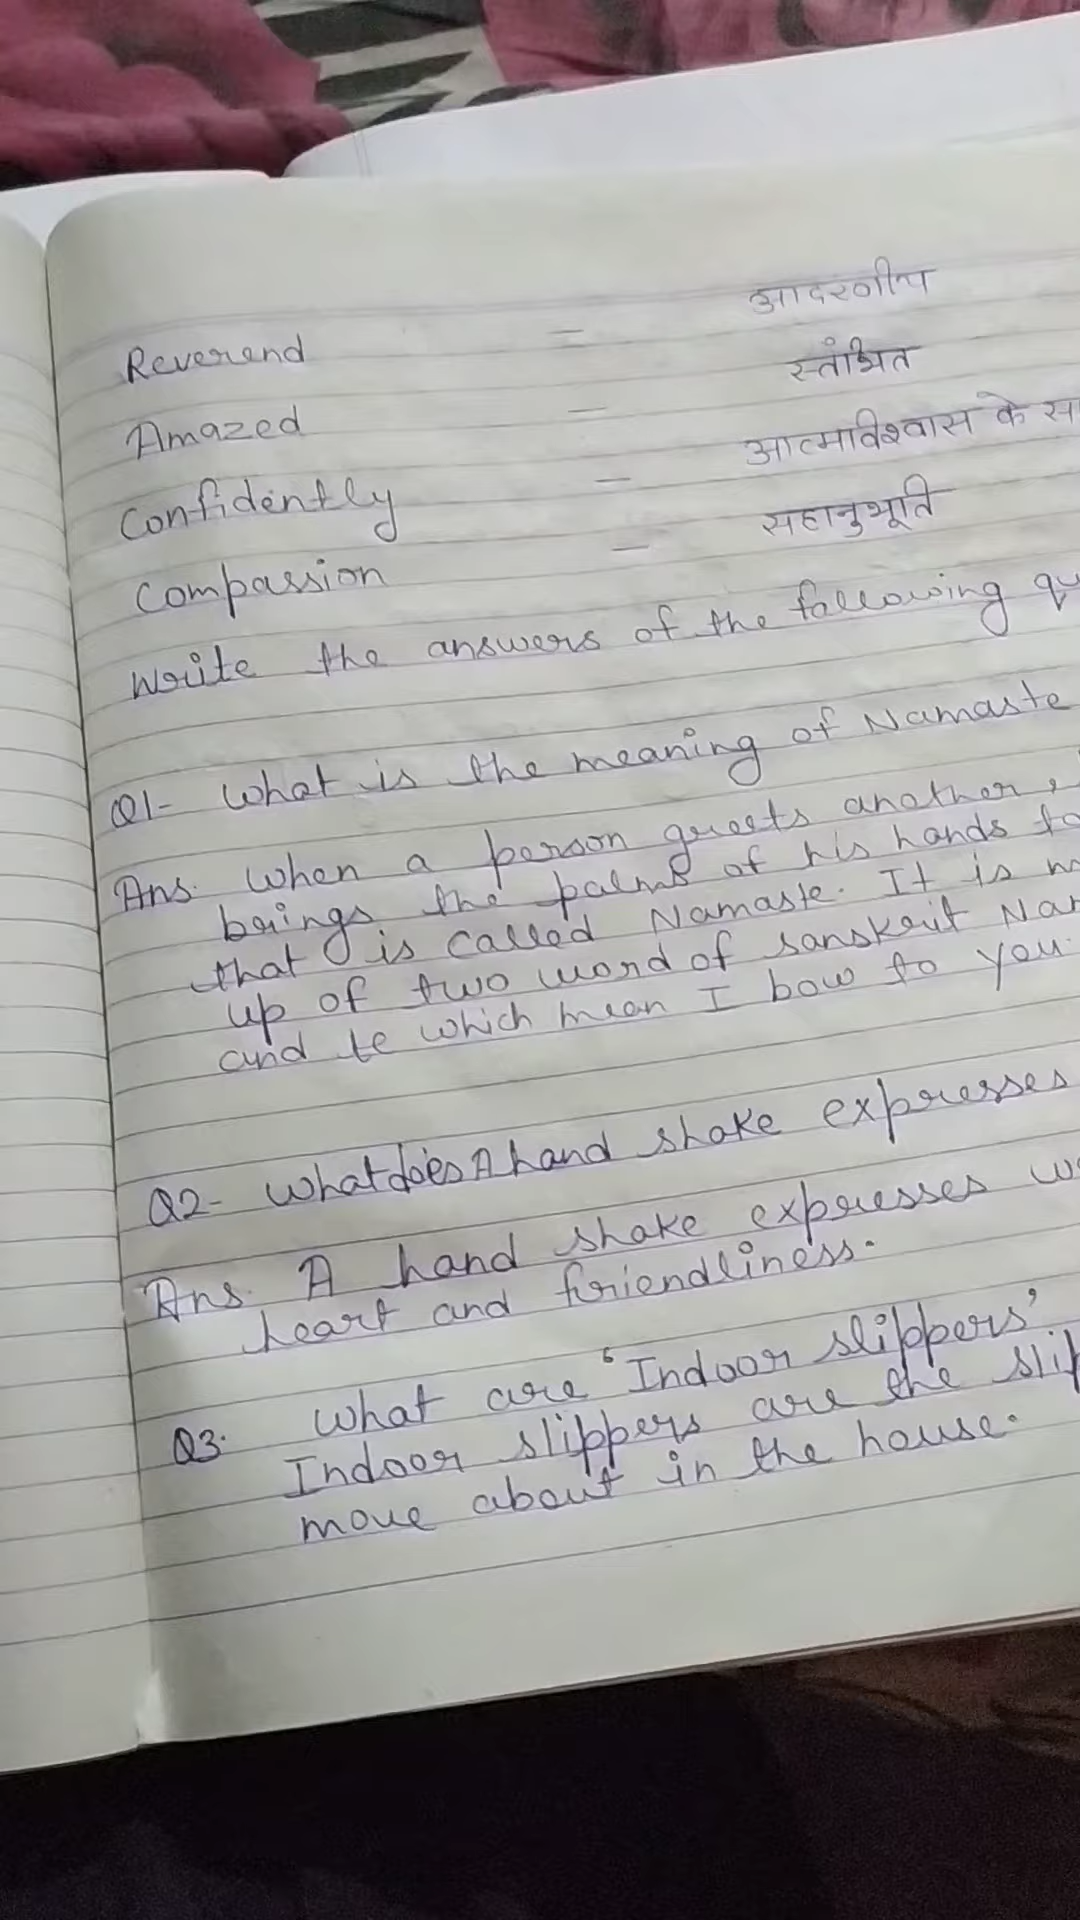 Reverend - आदरणीय
Amazed - स्तंभित
Confidently - आत्मविश्वास के
Compassion - सहानुभूति
Write the answers of the following
Q1- What is the meaning of Namaste
Ans. When a person greets another,
brings the palms of his hands
that is called Namaste. It is
up of two word of sanskrit
and te which mean I bow to you.
Q2- What does A hand shake expresses
Ans. A hand shake expresses
heart and friendliness.
Q3. What are 'Indoor slippers'
Indoor slippers are the
move about in the house.